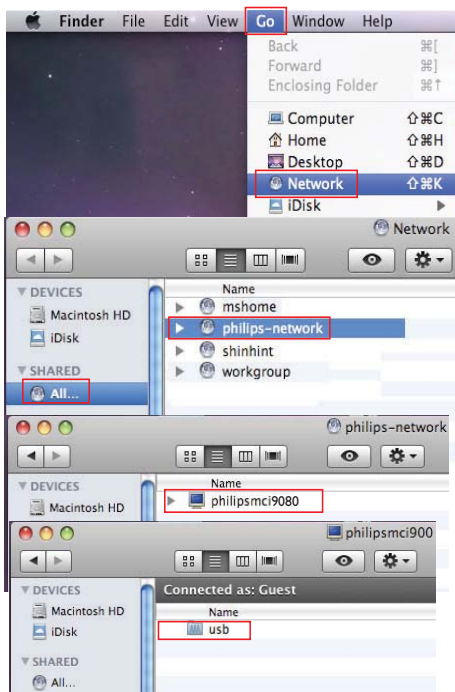 Finder File Edit View Go Window Help
Back ⌘[
Forward ⌘]
Enclosing Folder ⌘↑
Computer ⇧⌘C
Home ⇧⌘H
Desktop ⇧⌘D
Network ⇧⌘K
iDisk
Network
DEVICES
Macintosh HD
iDisk
SHARED
All...
Name
mshome
philips-network
shinhint
workgroup
philips-network
DEVICES
Macintosh HD
Name
philipsmci9080
philipsmci900
DEVICES
Macintosh HD
iDisk
SHARED
All...
Connected as: Guest
Name
usb